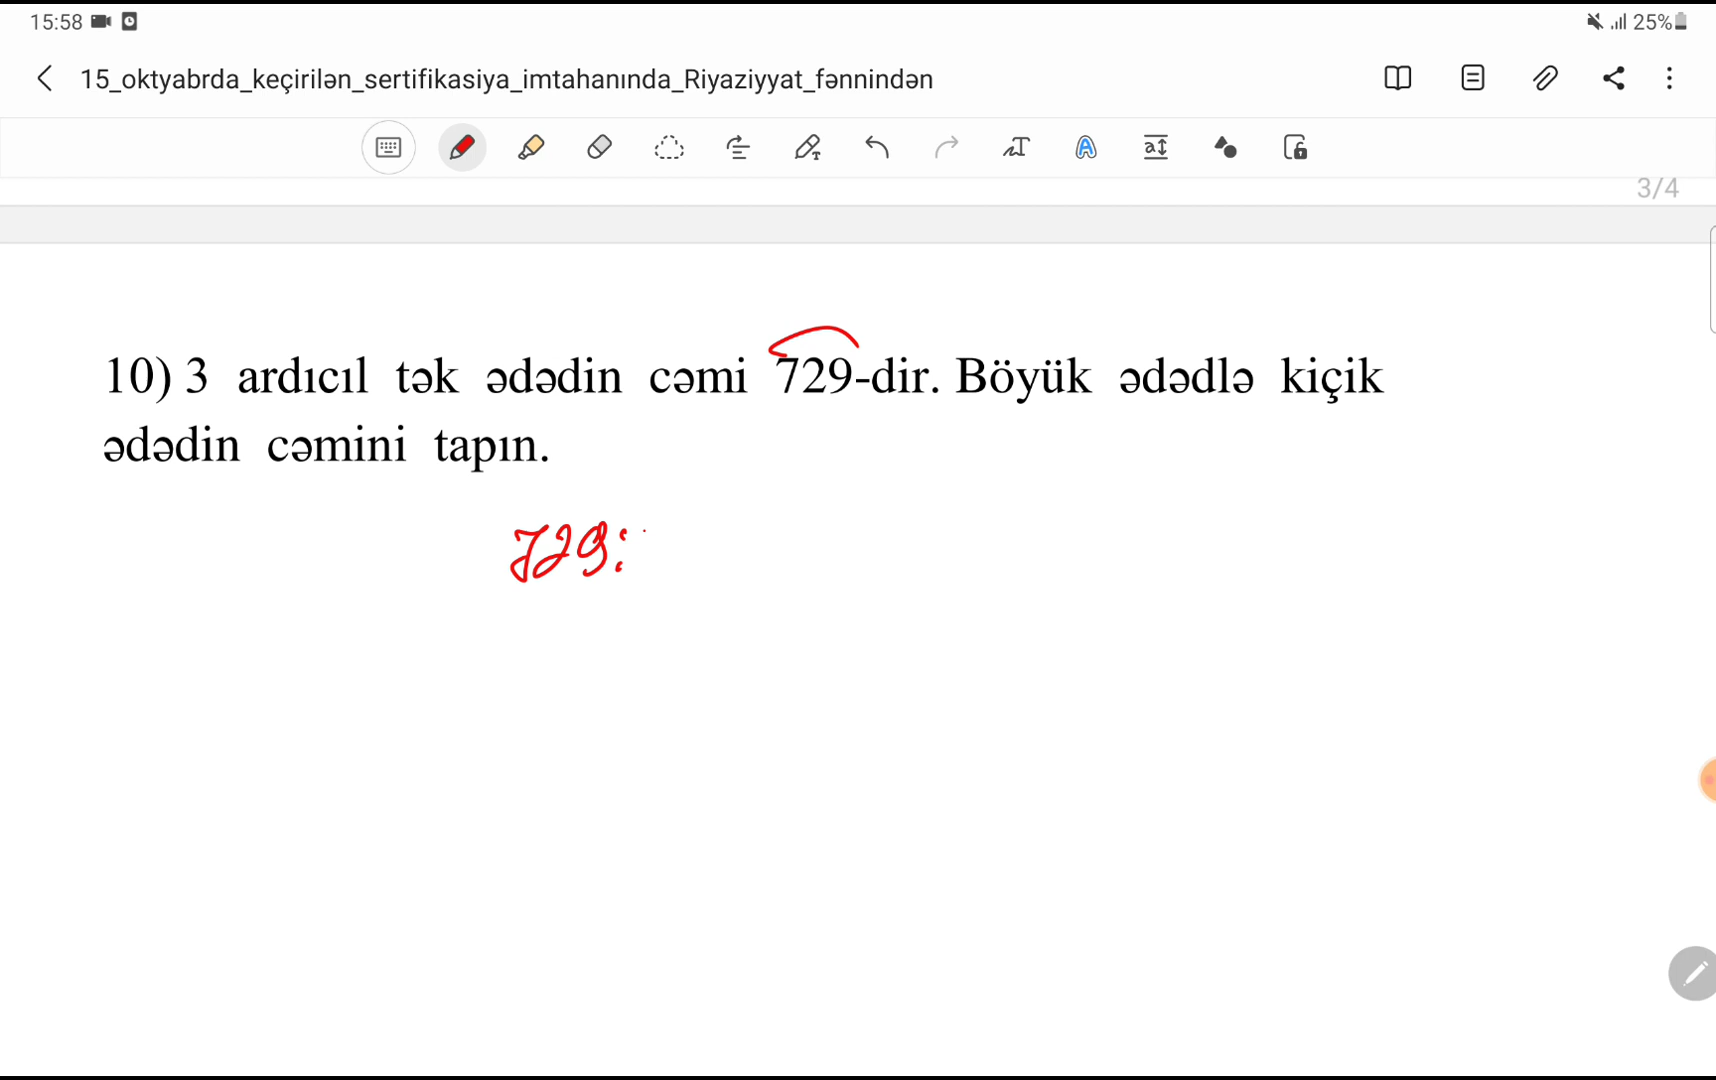 15:58
25%
15_oktyabrda_keçirilən_sertifikasiya_imtahanında_Riyaziyyat_fənnindən
3/4
10) 3 ardıcıl tək ədədin cəmi 729-dir. Böyük ədədlə kiçik
ədədin cəmini tapın.
729: